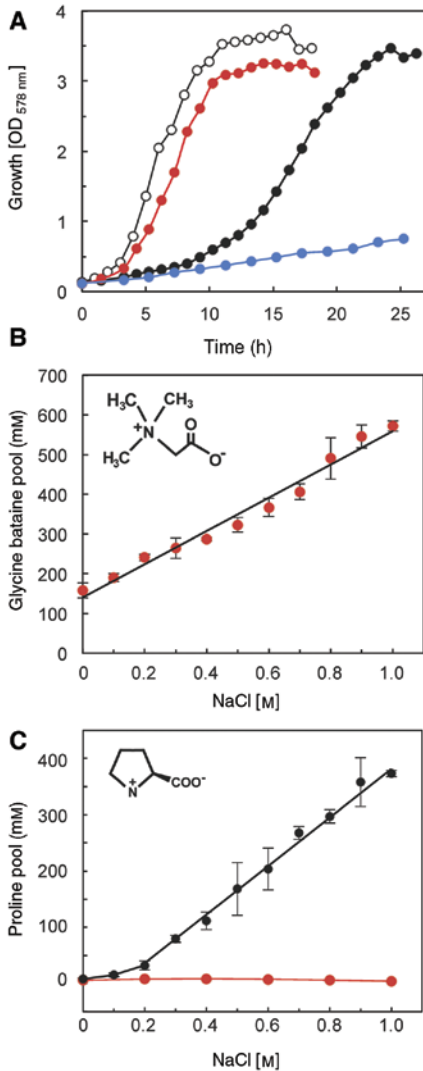 A
Growth [OD 578 nm]
4
3
2
1
0
0 5 10 15 20 25
Time (h)
B
Glycine bataine pool (mM)
700
600
500
400
300
200
100
0
H₃C CH₃
N
+
O
H₃C
O⁻
0 0.2 0.4 0.6 0.8 1.0
NaCl [M]
C
Proline pool (mM)
400
300
200
100
0
+
N
COO⁻
0 0.2 0.4 0.6 0.8 1.0
NaCl [M]